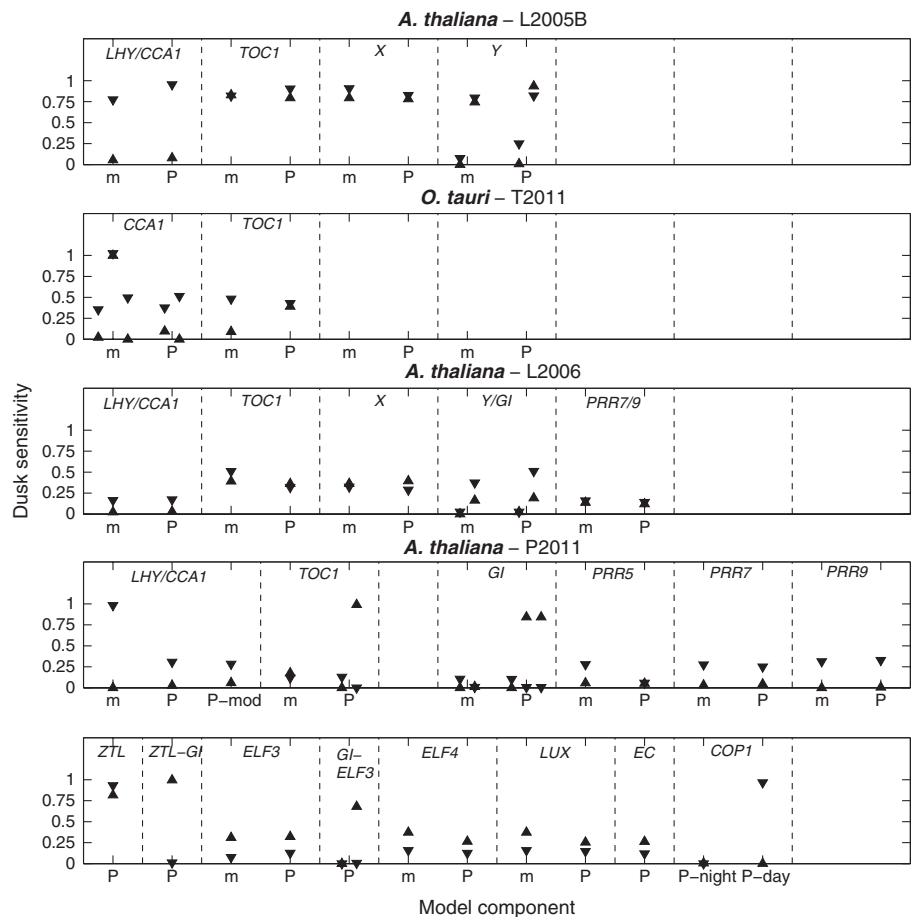 A. thaliana – L2005B
LHY/CCA1 TOC1 X Y
1
0.75
0.5
0.25
0
m P m P m P m P
O. tauri – T2011
CCA1 TOC1
1
0.75
0.5
0.25
0
m P m P m P m P
A. thaliana – L2006
LHY/CCA1 TOC1 X Y/GI PRR7/9
1
0.75
0.5
0.25
0
m P m P m P m P m P
Dusk sensitivity
A. thaliana – P2011
LHY/CCA1 TOC1 GI PRR5 PRR7 PRR9
1
0.75
0.5
0.25
0
m P P−mod m P m P m P m P m P
ZTL ZTL−GI ELF3 GI−ELF3 ELF4 LUX EC COP1
1
0.75
0.5
0.25
0
P P m P P m P m P P P−night P−day
Model component